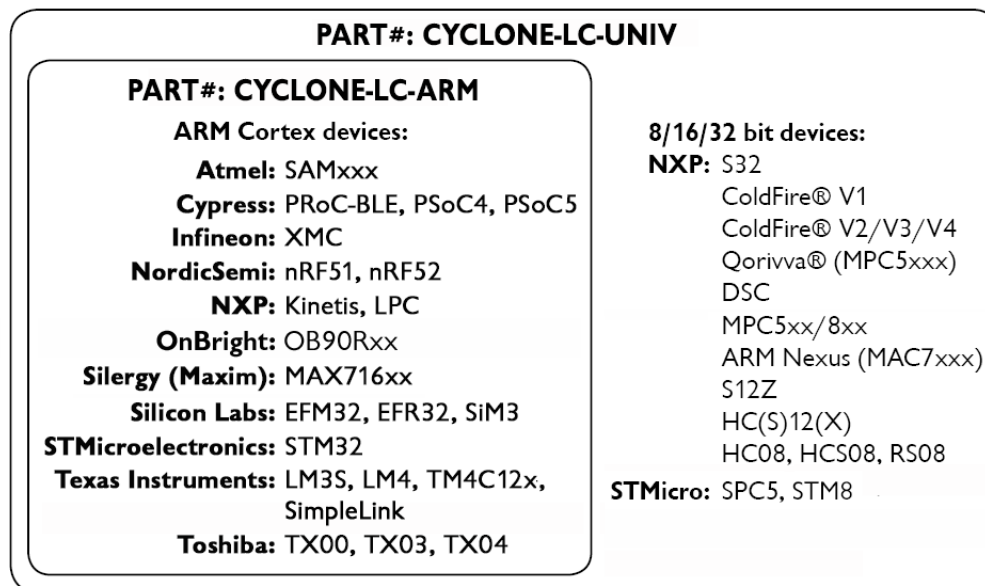 PART#: CYCLONE-LC-UNIV
PART#: CYCLONE-LC-ARM
ARM Cortex devices:
Atmel: SAMxxx
Cypress: PRoC-BLE, PSoC4, PSoC5
Infineon: XMC
NordicSemi: nRF51, nRF52
NXP: Kinetis, LPC
OnBright: OB90Rxx
Silergy (Maxim): MAX716xx
Silicon Labs: EFM32, EFR32, SiM3
STMicroelectronics: STM32
Texas Instruments: LM3S, LM4, TM4C12x,
SimpleLink
Toshiba: TX00, TX03, TX04
8/16/32 bit devices:
NXP: S32
ColdFire® V1
ColdFire® V2/V3/V4
Qorivva® (MPC5xxx)
DSC
MPC5xx/8xx
ARM Nexus (MAC7xxx)
S12Z
HC(S)12(X)
HC08, HCS08, RS08
STMicro: SPC5, STM8